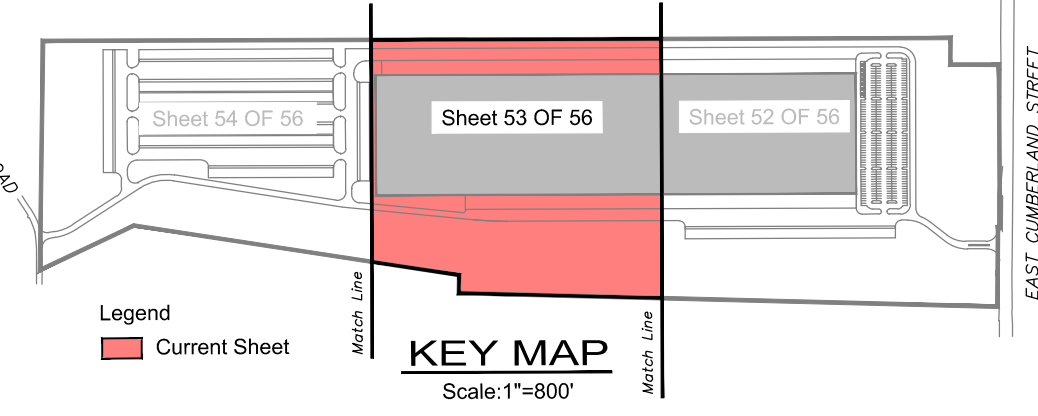 Sheet 54 OF 56
Sheet 53 OF 56
Sheet 52 OF 56
EAST CUMBERLAND STREET
Legend
Current Sheet
Match Line
Match Line
KEY MAP
Scale:1"=800'